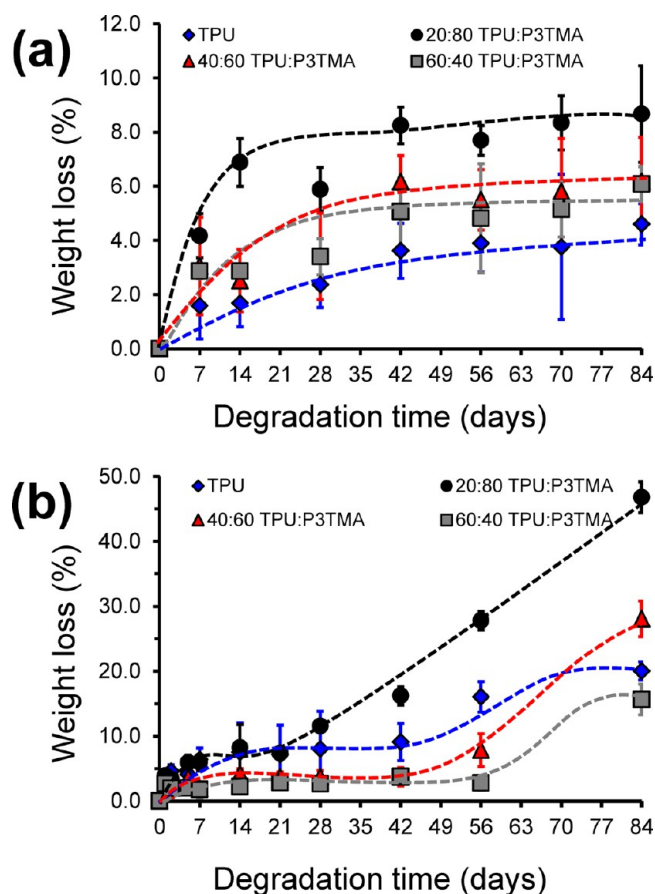 (a)
TPU 20:80 TPU:P3TMA
40:60 TPU:P3TMA 60:40 TPU:P3TMA
12.0
10.0
8.0
6.0
4.0
2.0
0.0
Weight loss (%)
0 7 14 21 28 35 42 49 56 63 70 77 84
Degradation time (days)
(b)
TPU 20:80 TPU:P3TMA
40:60 TPU:P3TMA 60:40 TPU:P3TMA
50.0
40.0
30.0
20.0
10.0
0.0
Weight loss (%)
0 7 14 21 28 35 42 49 56 63 70 77 84
Degradation time (days)